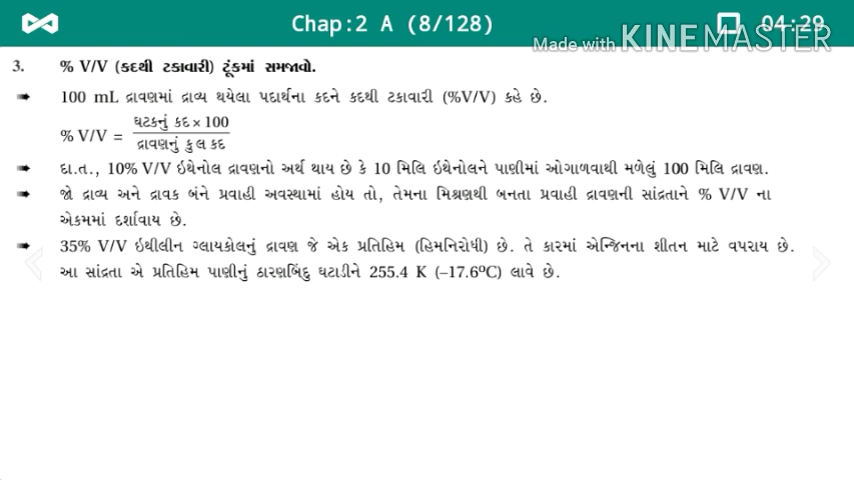 Chap:2 A (8/128)
04:29
Made with KINEMASTER
3. % V/V (કદથી ટકાવારી) ટૂંકમાં સમજાવો.
➠ 100 mL દ્રાવણમાં દ્રાવ્ય થયેલા પદાર્થના કદને કદથી ટકાવારી (%V/V) કહે છે.
% V/V = ઘટકનું કદ × 100
દ્રાવણનું કુલ કદ
➠ દા.ત., 10% V/V ઇથેનોલ દ્રાવણનો અર્થ થાય છે કે 10 મિલિ ઇથેનોલને પાણીમાં ઓગાળવાથી મળેલું 100 મિલિ દ્રાવણ.
➠ જો દ્રાવ્ય અને દ્રાવક બંને પ્રવાહી અવસ્થામાં હોય તો, તેમના મિશ્રણથી બનતા પ્રવાહી દ્રાવણની સાંદ્રતાને % V/V ના
એકમમાં દર્શાવાય છે.
➠ 35% V/V ઇથીલીન ગ્લાયકોલનું દ્રાવણ જે એક પ્રતિહિમ (હિમનિરોધી) છે. તે કારમાં એન્જિનના શીતન માટે વપરાય છે.
આ સાંદ્રતા એ પ્રતિહિમ પાણીનું ઠારણબિંદુ ઘટાડીને 255.4 K (–17.6⁰C) લાવે છે.